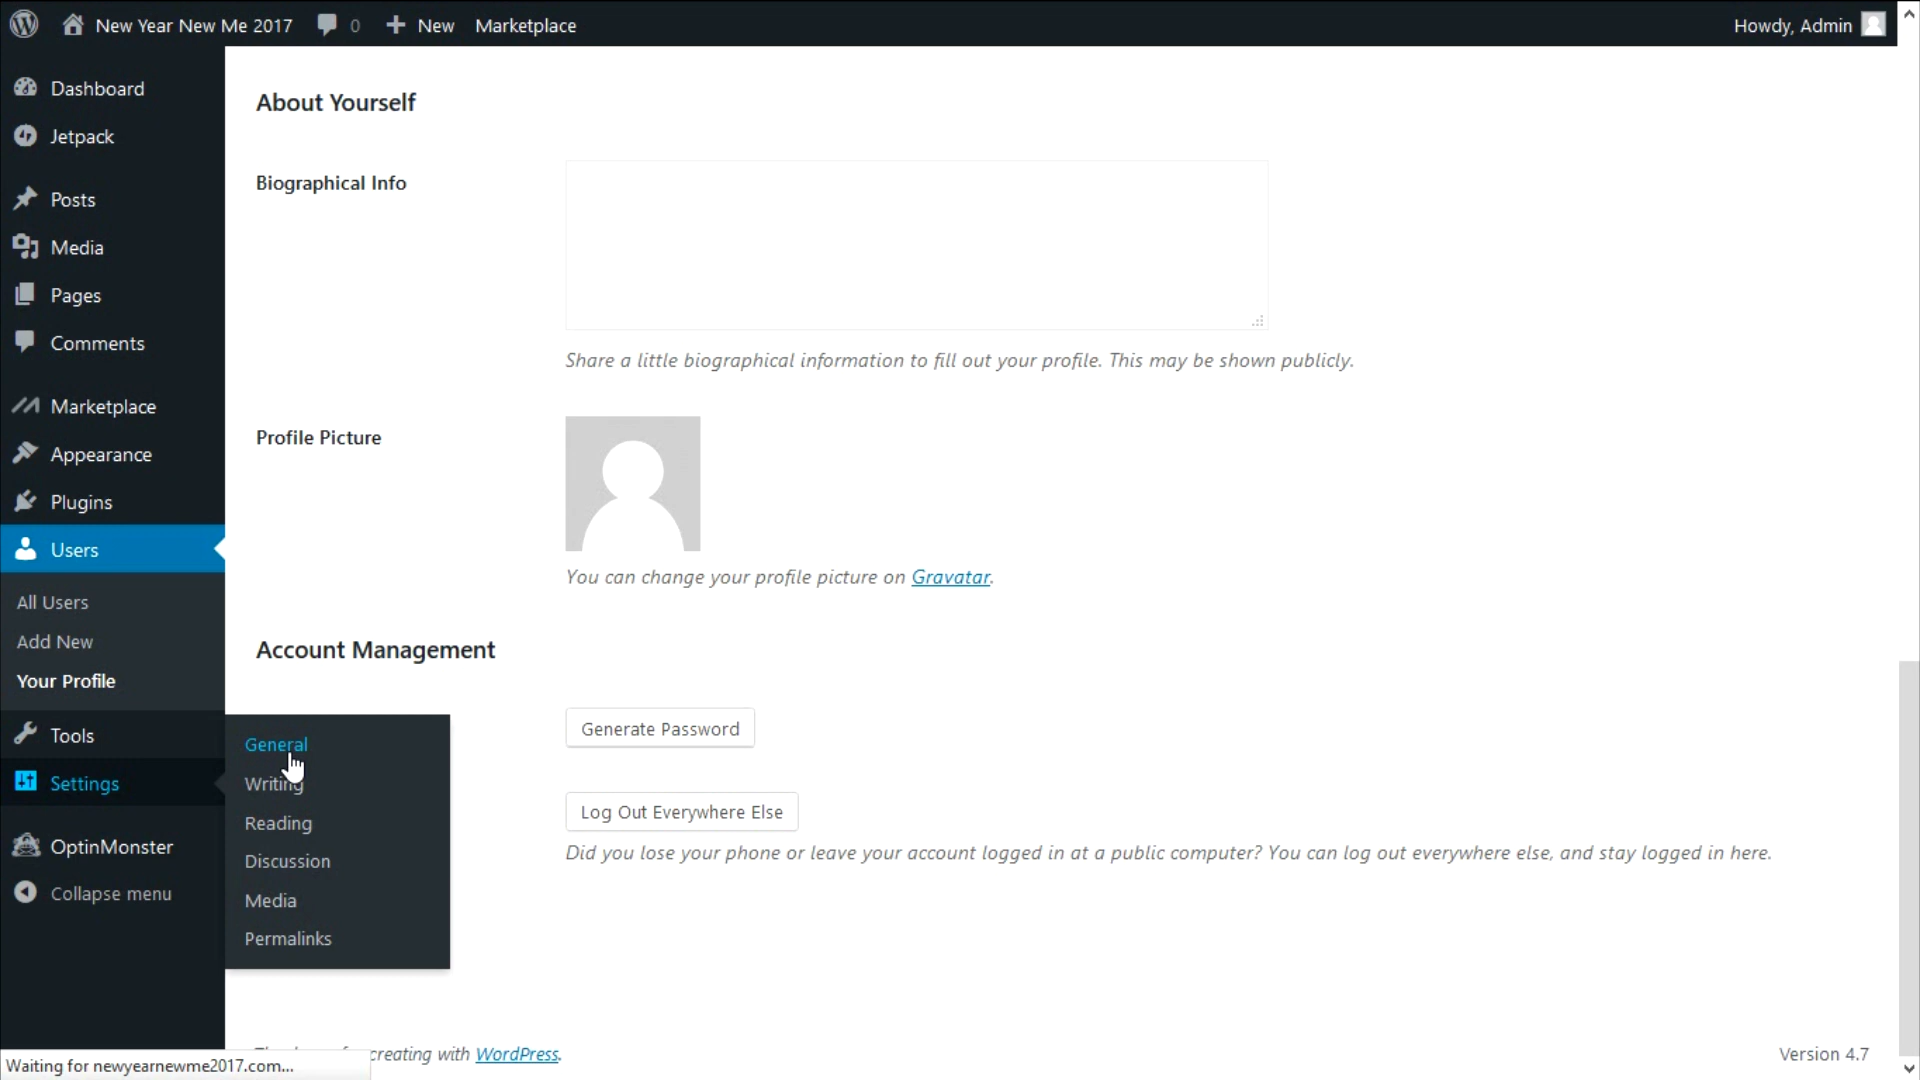 New Year New Me 2017 0 New Marketplace Howdy, Admin
Dashboard
Jetpack
Posts
Media
Pages
Comments
Marketplace
Appearance
Plugins
Users
All Users
Add New
Your Profile
Tools
Settings
OptinMonster
Collapse menu
General
Writing
Reading
Discussion
Media
Permalinks
About Yourself
Biographical Info
Share a little biographical information to fill out your profile. This may be shown publicly.
Profile Picture
You can change your profile picture on Gravatar.
Account Management
Generate Password
Log Out Everywhere Else
Did you lose your phone or leave your account logged in at a public computer? You can log out everywhere else, and stay logged in here.
creating with WordPress.
Version 4.7
Waiting for newyearnewme2017.com...